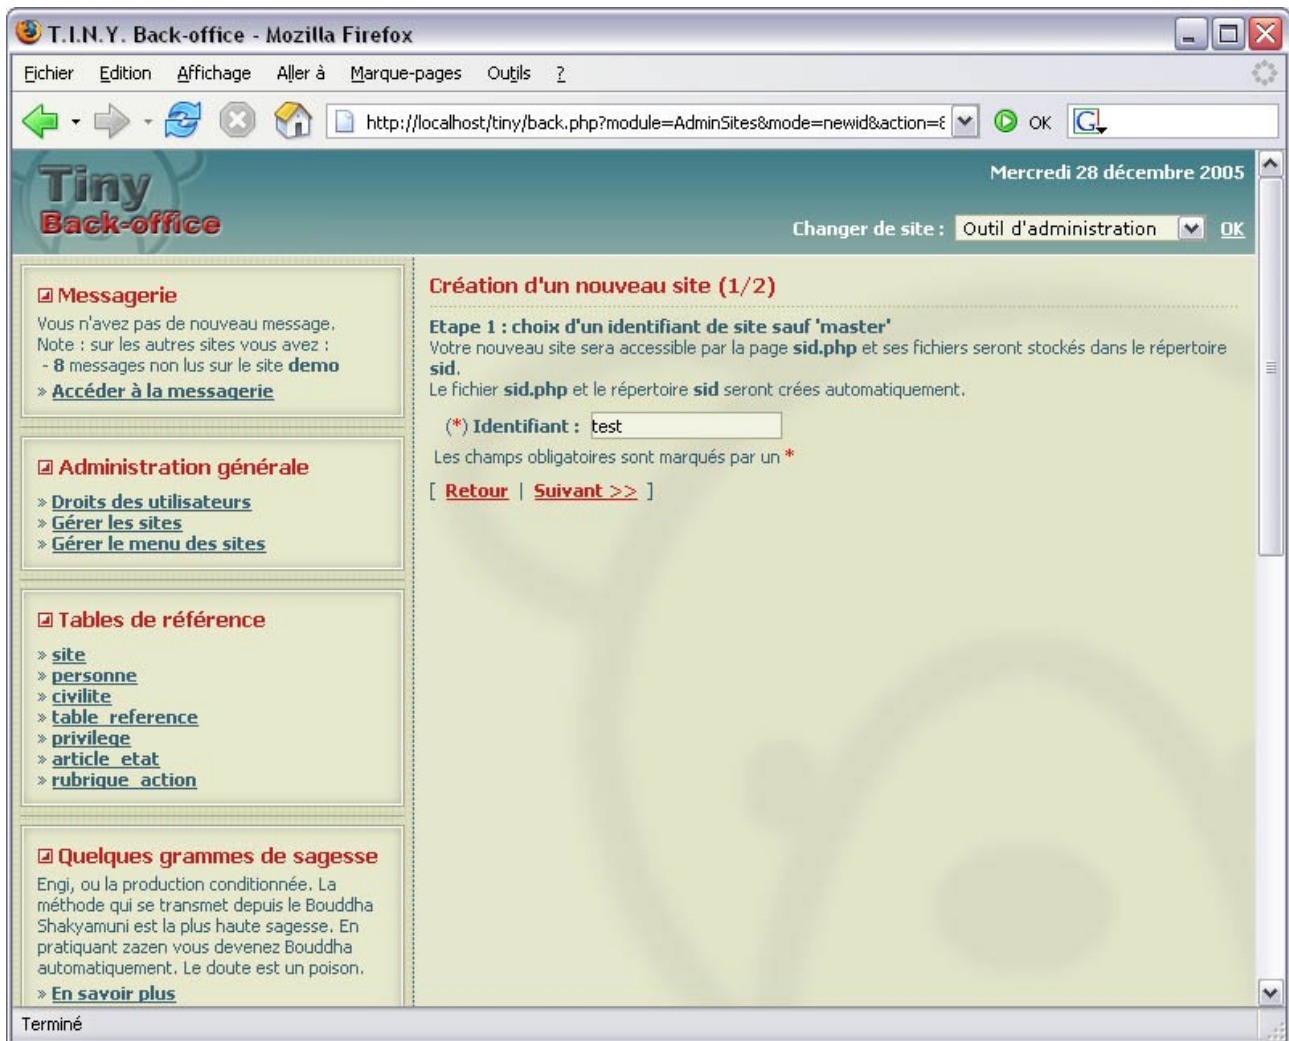 T.I.N.Y. Back-office - Mozilla Firefox
Fichier Edition Affichage Aller à Marque-pages Outils ?
http://localhost/tiny/back.php?module=AdminSites&mode=newid&action=8 OK G
Tiny
Back-office
Mercredi 28 décembre 2005
Changer de site : Outil d'administration OK
Messagerie
Vous n'avez pas de nouveau message.
Note : sur les autres sites vous avez :
- 8 messages non lus sur le site demo
» Accéder à la messagerie
Administration générale
» Droits des utilisateurs
» Gérer les sites
» Gérer le menu des sites
Tables de référence
» site
» personne
» civilite
» table_reference
» privilege
» article_etat
» rubrique_action
Quelques grammes de sagesse
Engi, ou la production conditionnée. La
méthode qui se transmet depuis le Bouddha
Shakyamuni est la plus haute sagesse. En
pratiquant zazen vous devenez Bouddha
automatiquement. Le doute est un poison.
» En savoir plus
Création d'un nouveau site (1/2)
Etape 1 : choix d'un identifiant de site sauf 'master'
Votre nouveau site sera accessible par la page sid.php et ses fichiers seront stockés dans le répertoire
sid.
Le fichier sid.php et le répertoire sid seront crées automatiquement.
(*) Identifiant : test
Les champs obligatoires sont marqués par un *
[ Retour | Suivant >> ]
Terminé